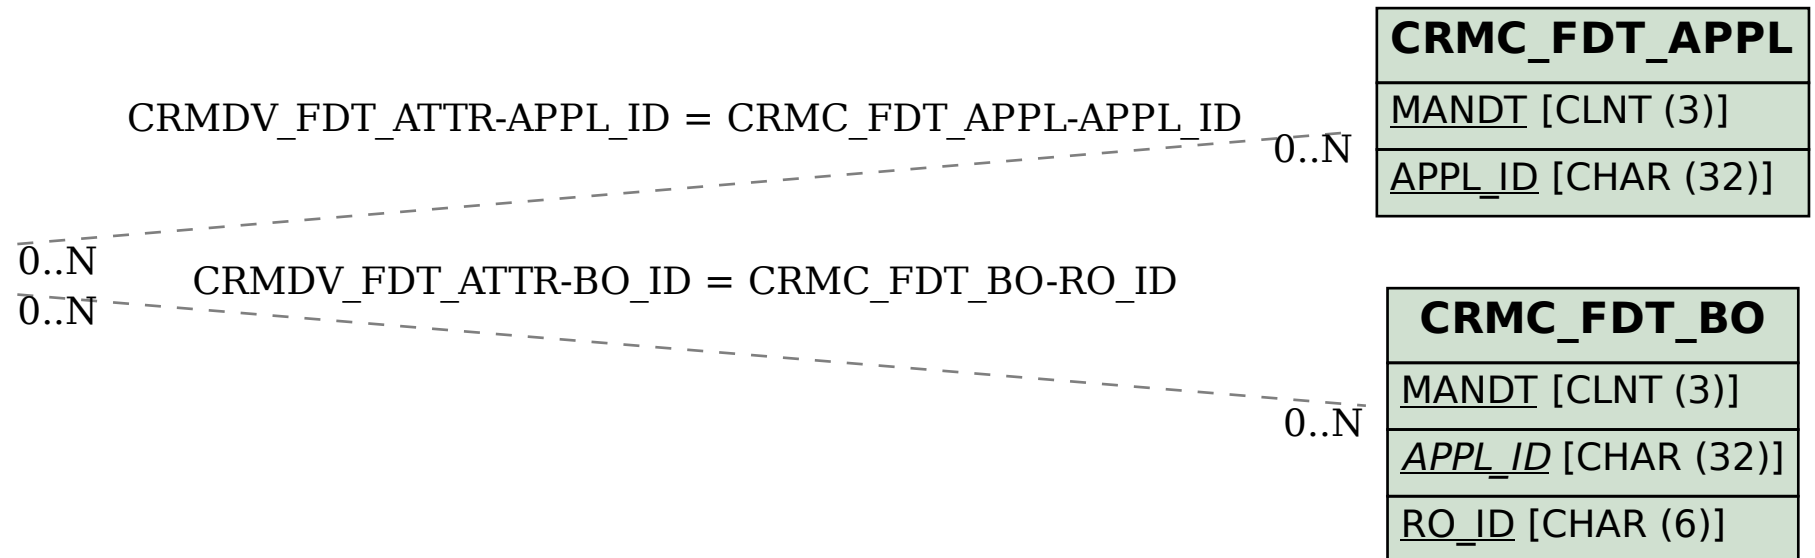 CRMC_FDT_APPL
MANDT [CLNT (3)]
APPL_ID [CHAR (32)]
CRMDV_FDT_ATTR-APPL_ID = CRMC_FDT_APPL-APPL_ID
0..N
0..N
CRMDV_FDT_ATTR-BO_ID = CRMC_FDT_BO-RO_ID
0..N
0..N
CRMC_FDT_BO
MANDT [CLNT (3)]
APPL_ID [CHAR (32)]
RO_ID [CHAR (6)]